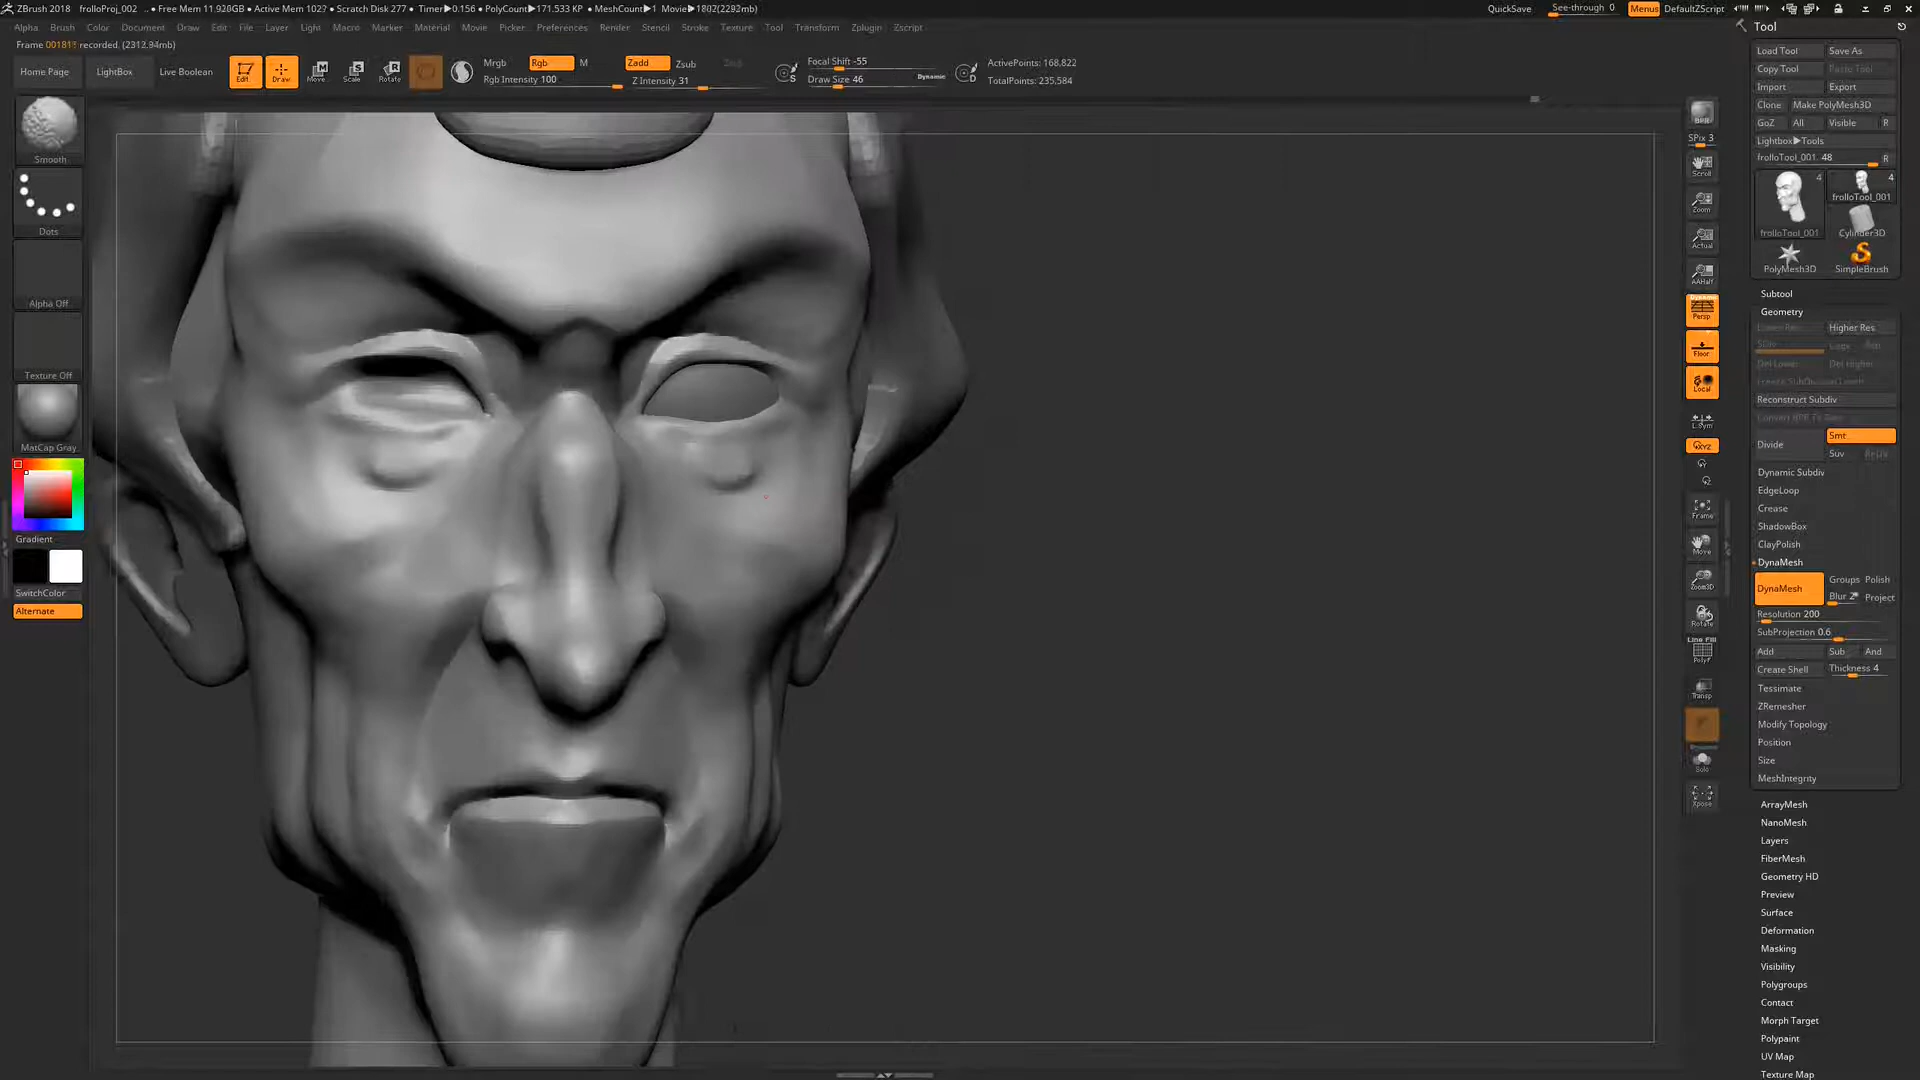 ZBrush 2018 frolloProj_002 .. • Free Mem 11.928GB • Active Mem 1027 • Scratch Disk 277 • Timer▶0.156 • PolyCount▶171.533 KP • MeshCount▶1
QuickSave See-through 0 Menus DefaultZScript
Alpha Brush Color Document Draw Edit File Layer Light Macro Marker Material Movie Picker Preferences Render Stencil Stroke Texture Tool Transform Zplugin Zscript
Home Page LightBox Live Boolean Edit Draw Move Scale Rotate
Mrgb Rgb M
Rgb Intensity 100
Zadd Zsub
Z Intensity 31
Focal Shift -55
Draw Size 46 Dynamic
S
D
ActivePoints: 168,822
TotalPoints: 235,584
Smooth
Dots
Alpha Off
Texture Off
MatCap Gray
Gradient
SwitchColor
Alternate
BPR
SPix 3
Scroll
Zoom
Actual
AAHalf
Persp
Floor
Local
L.Sym
Frame
Move
Zoom3D
Rotate
Line Fill
PolyF
Transp
Solo
Xpose
Tool
Load Tool Save As
Copy Tool Paste Tool
Import Export
Clone Make PolyMesh3D
GoZ All Visible R
Lightbox▶Tools
frolloTool_001. 48 R
4 4
frolloTool_001
frolloTool_001 Cylinder3D
PolyMesh3D SimpleBrush
Subtool
Geometry
Higher Res
Reconstruct Subdiv
Divide Smt
Suv
Dynamic Subdiv
EdgeLoop
Crease
ShadowBox
ClayPolish
DynaMesh
DynaMesh Groups Polish
Blur Project
Resolution 200
SubProjection 0.6
Add Sub And
Create Shell Thickness 4
Tessimate
ZRemesher
Modify Topology
Position
Size
MeshIntegrity
ArrayMesh
NanoMesh
Layers
FiberMesh
Geometry HD
Preview
Surface
Deformation
Masking
Visibility
Polygroups
Contact
Morph Target
Polypaint
UV Map
Texture Map